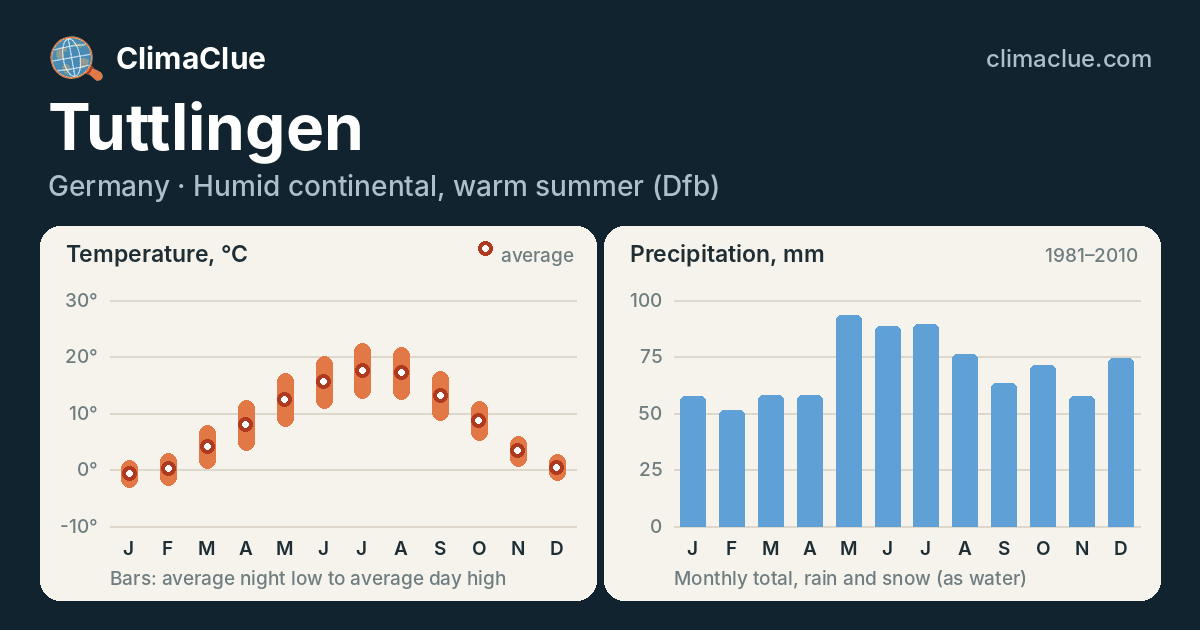 ClimaClue
climaclue.com
Tuttlingen
Germany · Humid continental, warm summer (Dfb)
Temperature, °C
average
30°
20°
10°
0°
-10°
J F M A M J J A S O N D
Bars: average night low to average day high
Precipitation, mm
1981–2010
100
75
50
25
0
J F M A M J J A S O N D
Monthly total, rain and snow (as water)